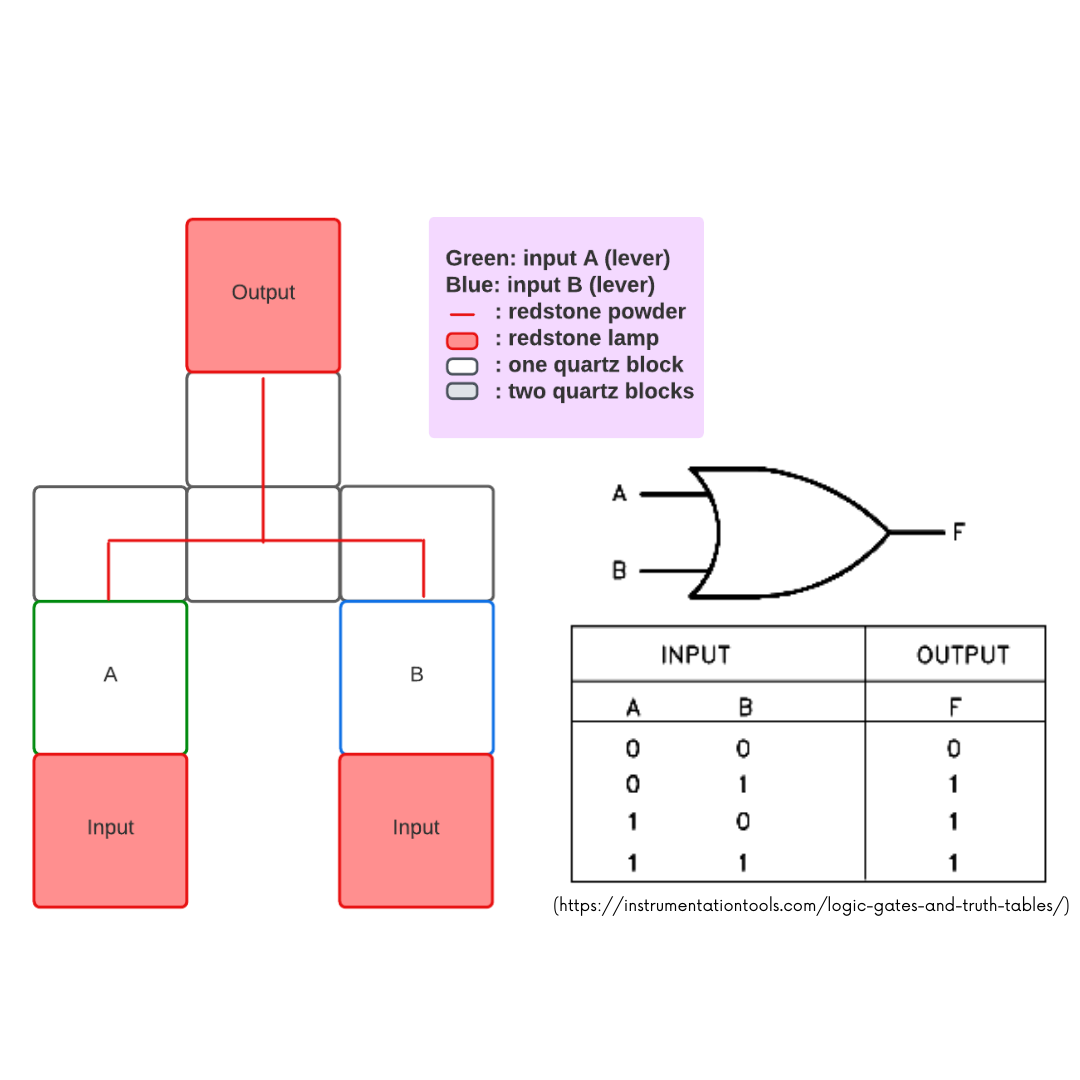 Output
Green: input A (lever)
Blue: input B (lever)
: redstone powder
: redstone lamp
: one quartz block
: two quartz blocks
A
B
Input
Input
A
B
F
INPUT OUTPUT
A B F
0 0 0
0 1 1
1 0 1
1 1 1
(https://instrumentationtools.com/logic-gates-and-truth-tables/)